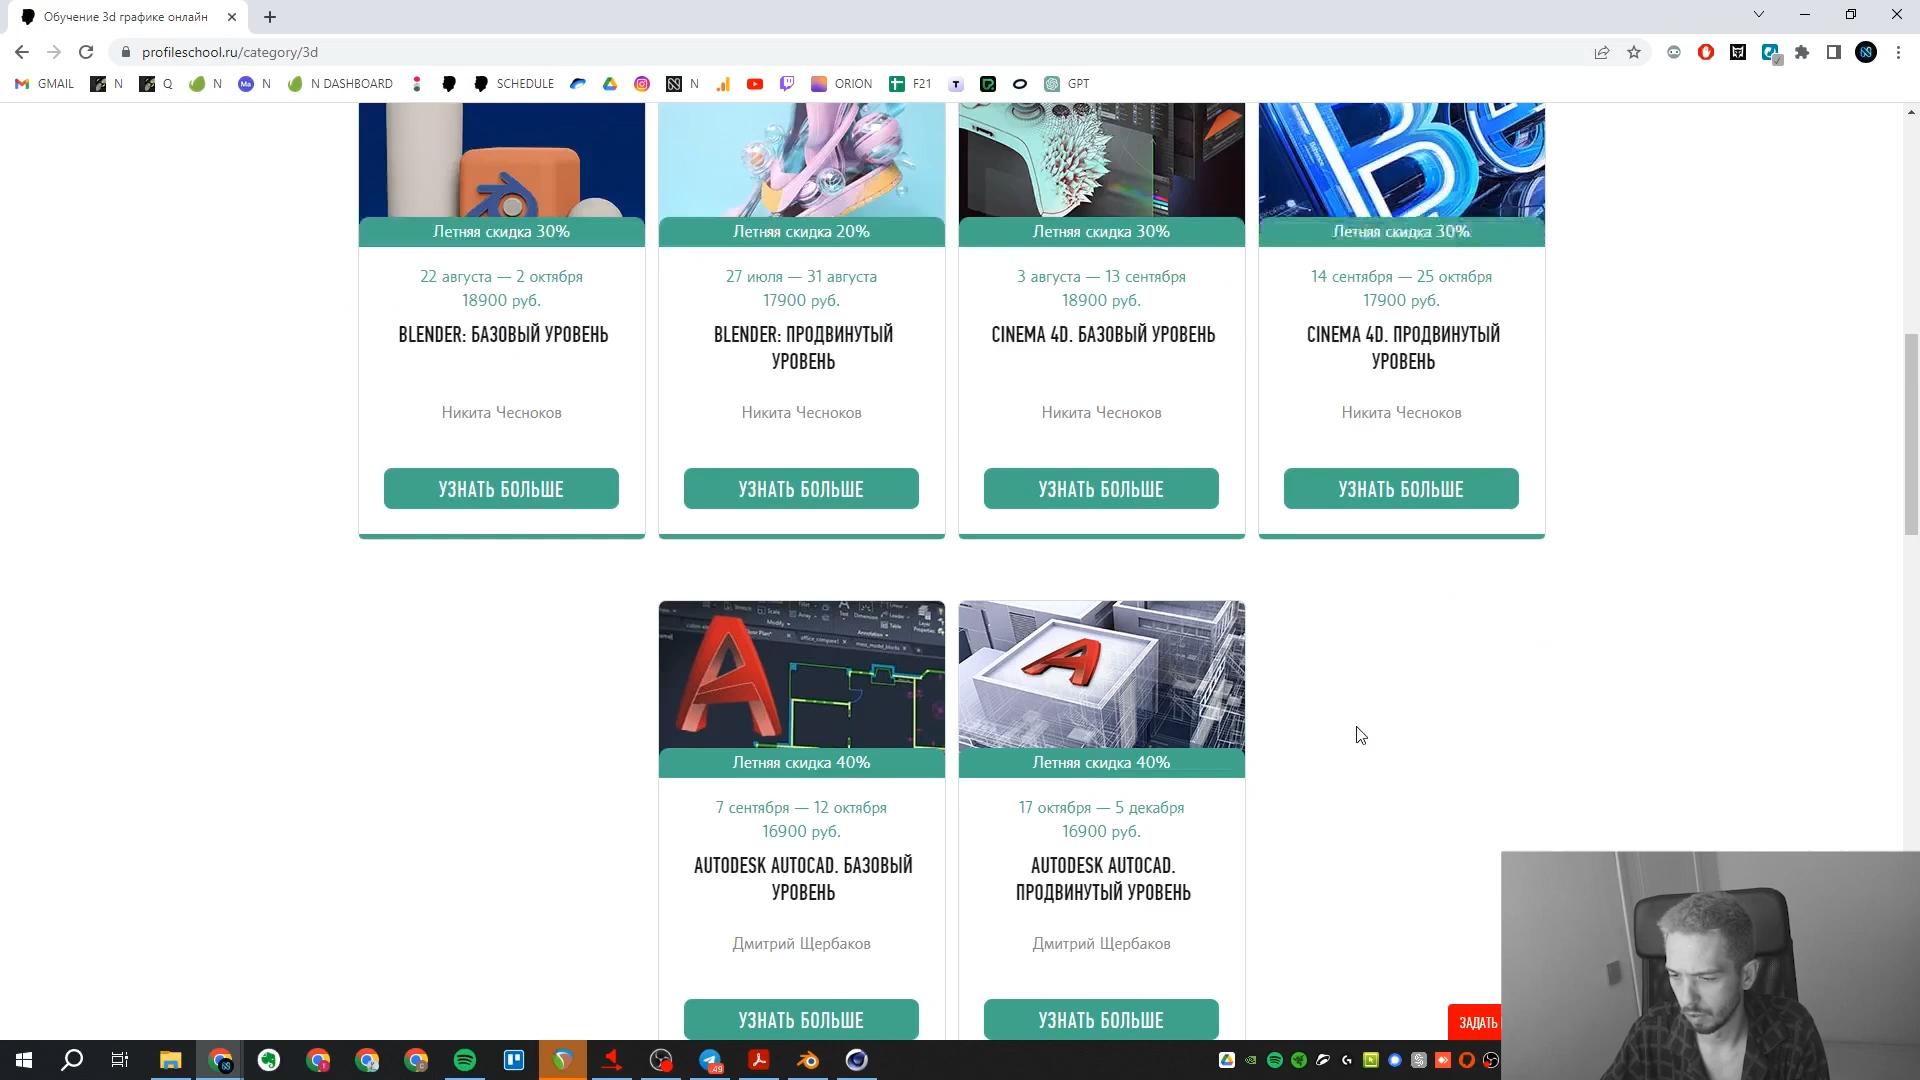 Обучение 3d графике онлайн
profileschool.ru/category/3d
GMAIL N Q N N N DASHBOARD SCHEDULE N ORION F21 GPT
Летняя скидка 30%
22 августа — 2 октября
18900 руб.
BLENDER: БАЗОВЫЙ УРОВЕНЬ
Никита Чесноков
УЗНАТЬ БОЛЬШЕ
Летняя скидка 20%
27 июля — 31 августа
17900 руб.
BLENDER: ПРОДВИНУТЫЙ
УРОВЕНЬ
Никита Чесноков
УЗНАТЬ БОЛЬШЕ
Летняя скидка 30%
3 августа — 13 сентября
18900 руб.
CINEMA 4D. БАЗОВЫЙ УРОВЕНЬ
Никита Чесноков
УЗНАТЬ БОЛЬШЕ
Летняя скидка 30%
14 сентября — 25 октября
17900 руб.
CINEMA 4D. ПРОДВИНУТЫЙ
УРОВЕНЬ
Никита Чесноков
УЗНАТЬ БОЛЬШЕ
Летняя скидка 40%
7 сентября — 12 октября
16900 руб.
AUTODESK AUTOCAD. БАЗОВЫЙ
УРОВЕНЬ
Дмитрий Щербаков
УЗНАТЬ БОЛЬШЕ
Летняя скидка 40%
17 октября — 5 декабря
16900 руб.
AUTODESK AUTOCAD.
ПРОДВИНУТЫЙ УРОВЕНЬ
Дмитрий Щербаков
УЗНАТЬ БОЛЬШЕ
ЗАДАТЬ
49